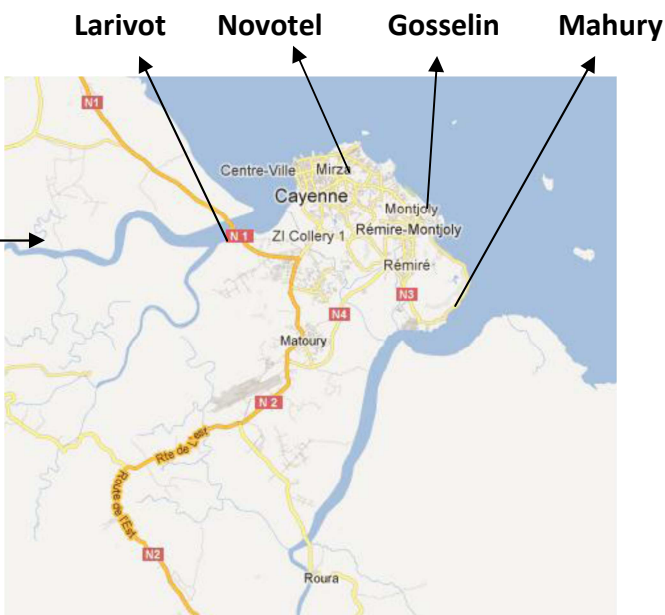 Larivot Novotel Gosselin Mahury
N1
Centre-Ville Mirza
Cayenne
Montjoly
N 1 ZI Collery 1 Rémire-Montjoly
Rémiré
N3
N4
Matoury
N 2
Rte de L'est
Route de l'Est
N2
Roura